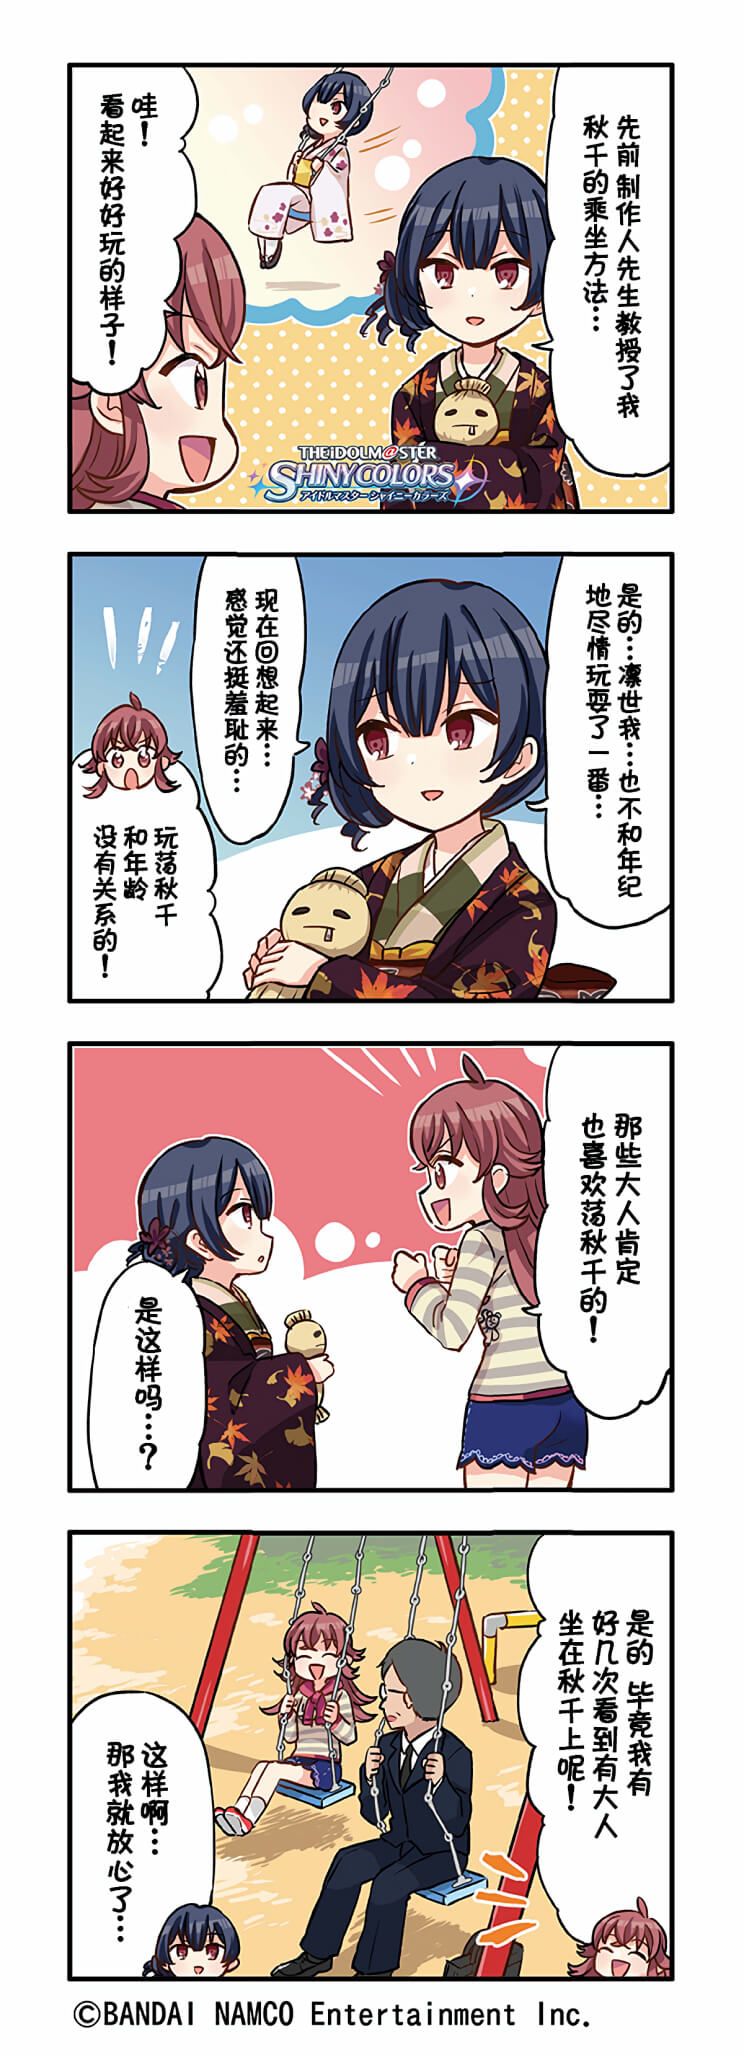 先前制作人先生教授了我
秋千的乘坐方法…
哇！
看起来好好玩的样子！
THE iDOLM@STER
SHINY COLORS
アイドルマスター シャイニーカラーズ
是的…凛世我…也不和年纪
地尽情玩耍了一番…
现在回想起来…
感觉还挺羞耻的…
玩荡秋千
和年龄
没有关系的！
那些大人肯定
也喜欢荡秋千的！
是这样吗…？
是的 毕竟我有
好几次看到有大人
坐在秋千上呢！
这样啊…
那我就放心了…
©BANDAI NAMCO Entertainment Inc.